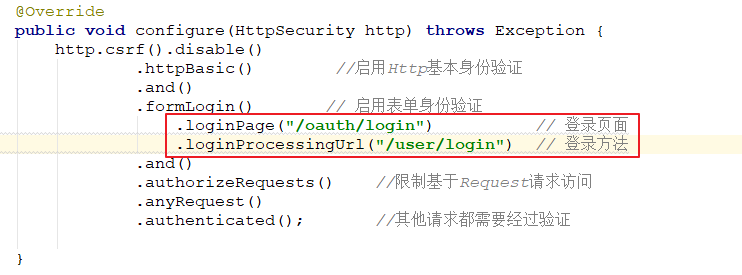 @Override
public void configure(HttpSecurity http) throws Exception {
http.csrf().disable()
.httpBasic() //启用Http基本身份验证
.and()
.formLogin() // 启用表单身份验证
.loginPage("/oauth/login") // 登录页面
.loginProcessingUrl("/user/login") // 登录方法
.and()
.authorizeRequests() //限制基于Request请求访问
.anyRequest()
.authenticated(); //其他请求都需要经过验证
}